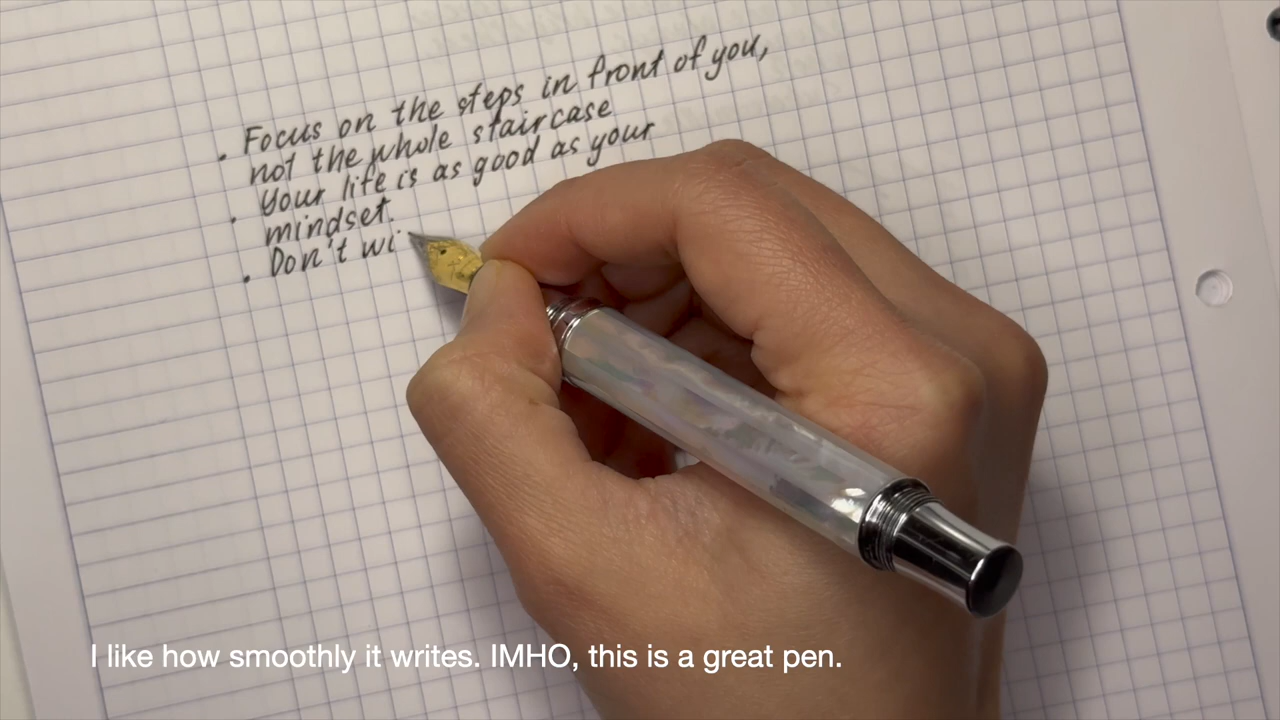 • Focus on the steps in front of you,
not the whole staircase
• Your life is as good as your
mindset.
• Don't wi
I like how smoothly it writes. IMHO, this is a great pen.